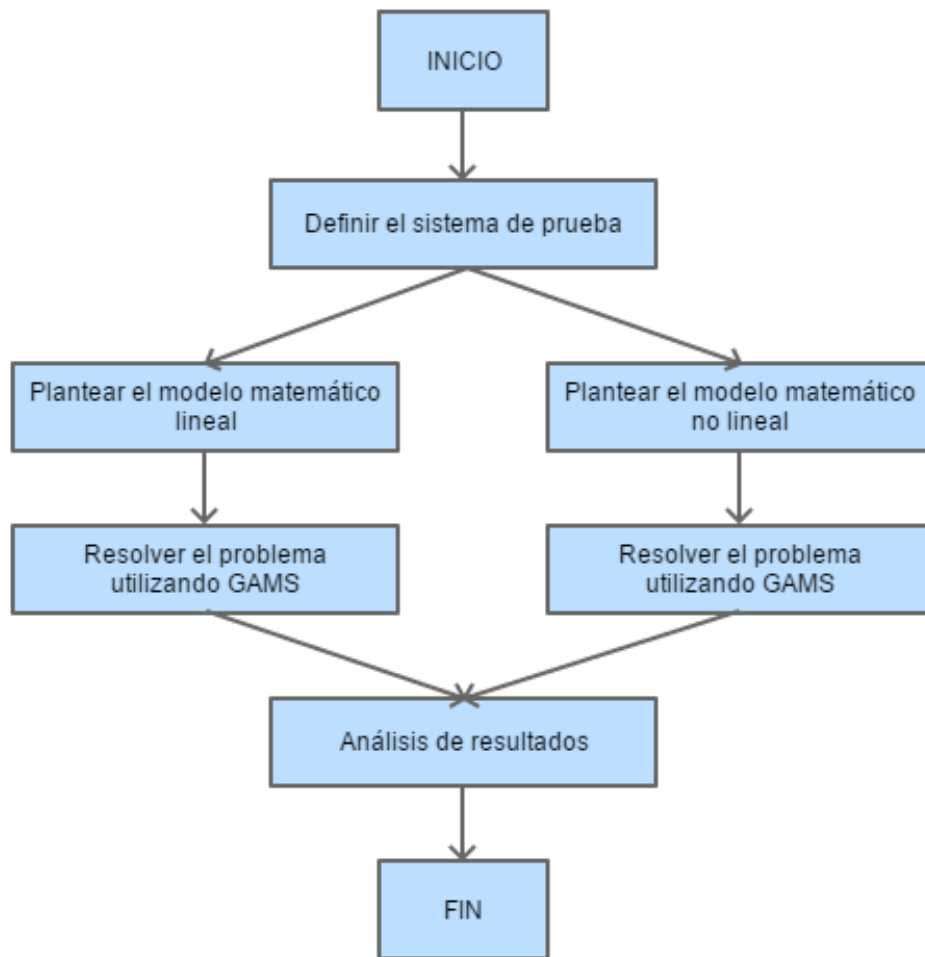 INICIO
Definir el sistema de prueba
Plantear el modelo matemático
lineal
Plantear el modelo matemático
no lineal
Resolver el problema
utilizando GAMS
Resolver el problema
utilizando GAMS
Análisis de resultados
FIN